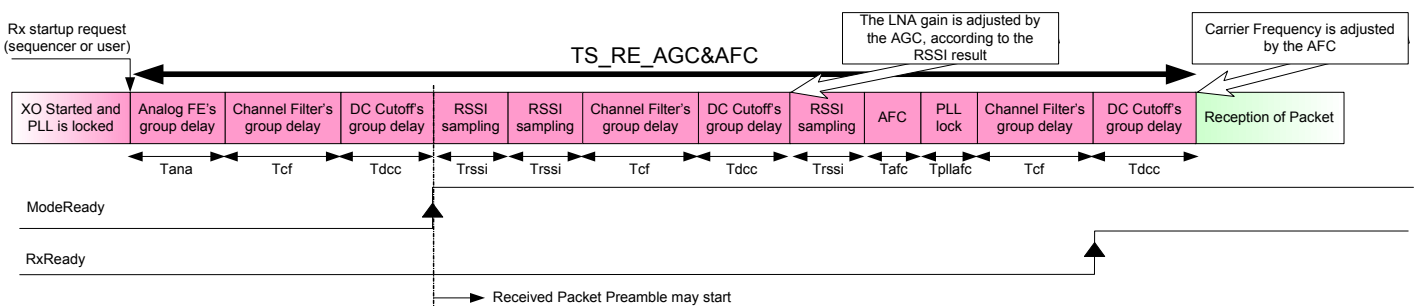 Rx startup request
(sequencer or user)
TS_RE_AGC&AFC
The LNA gain is adjusted by
the AGC, according to the
RSSI result
Carrier Frequency is adjusted
by the AFC
XO Started and
PLL is locked
Analog FE's
group delay
Channel Filter's
group delay
DC Cutoff's
group delay
RSSI
sampling
RSSI
sampling
Channel Filter's
group delay
DC Cutoff's
group delay
RSSI
sampling
AFC
PLL
lock
Channel Filter's
group delay
DC Cutoff's
group delay
Reception of Packet
Tana
Tcf
Tdcc
Trssi
Trssi
Tcf
Tdcc
Trssi
Tafc
Tpllafc
Tcf
Tdcc
ModeReady
RxReady
Received Packet Preamble may start